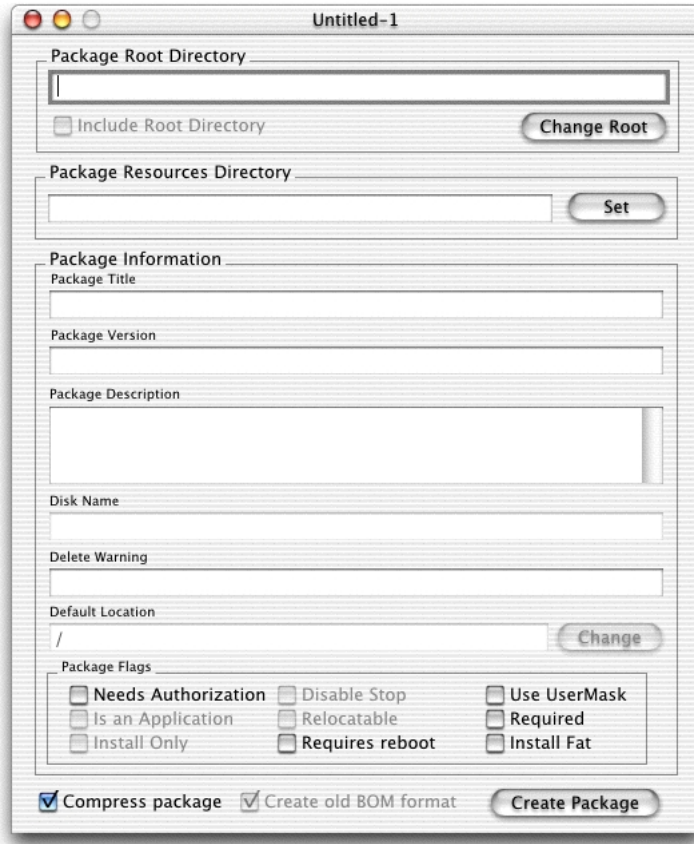 Untitled-1
Package Root Directory
Include Root Directory
Change Root
Package Resources Directory
Set
Package Information
Package Title
Package Version
Package Description
Disk Name
Delete Warning
Default Location
/
Change
Package Flags
Needs Authorization Disable Stop Use UserMask
Is an Application Relocatable Required
Install Only Requires reboot Install Fat
Compress package Create old BOM format Create Package